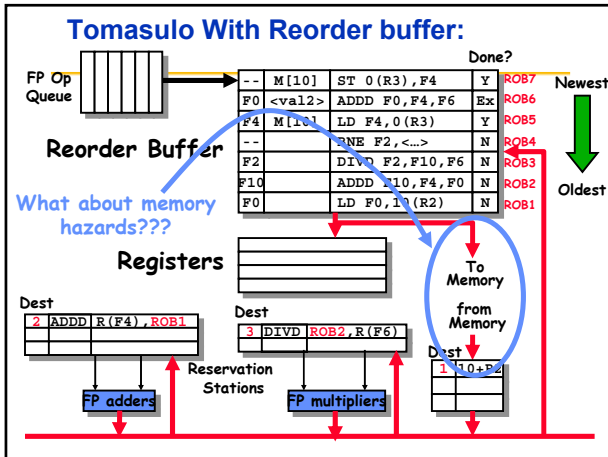 Tomasulo With Reorder buffer:
Done?
FP Op
Queue
-- M[10] ST 0(R3),F4 Y ROB7
F0 <val2> ADDD F0,F4,F6 Ex ROB6
F4 M[10] LD F4,0(R3) Y ROB5
-- BNE F2,<…> N ROB4
F2 DIVD F2,F10,F6 N ROB3
F10 ADDD F10,F4,F0 N ROB2
F0 LD F0,10(R2) N ROB1
Newest
Oldest
Reorder Buffer
What about memory
hazards???
Registers
To
Memory
from
Memory
Dest
2 ADDD R(F4),ROB1
Dest
3 DIVD ROB2,R(F6)
Dest
1 10+R2
Reservation
Stations
FP adders
FP multipliers